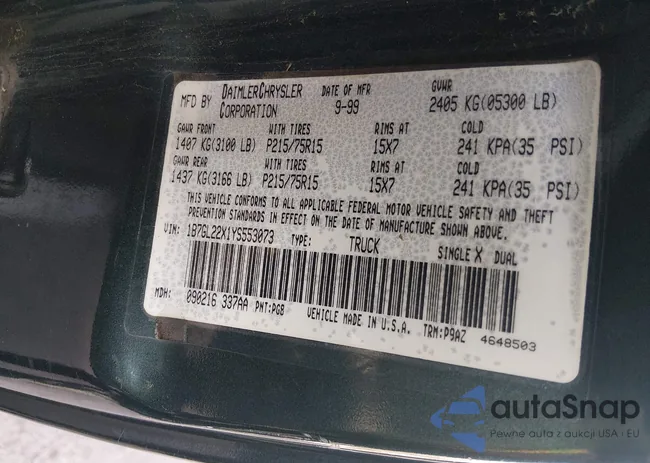 MFD BY DAIMLERCHRYSLER CORPORATION DATE OF MFR 9-99 GVWR 2405 KG(05300 LB)
GAWR FRONT WITH TIRES RIMS AT COLD
1407 KG(3100 LB) P215/75R15 15X7 241 KPA(35 PSI)
GAWR REAR WITH TIRES RIMS AT COLD
1437 KG(3166 LB) P215/75R15 15X7 241 KPA(35 PSI)
THIS VEHICLE CONFORMS TO ALL APPLICABLE FEDERAL MOTOR VEHICLE SAFETY AND THEFT
PREVENTION STANDARDS IN EFFECT ON THE DATE OF MANUFACTURE SHOWN ABOVE.
VIN: 1B7GL22X1YS553073 TYPE: TRUCK SINGLE X DUAL
MDH: 090216 337AA PNT:PGB VEHICLE MADE IN U.S.A. TRM:P9AZ 4648503
autaSnap
Pewne auta z aukcji USA i EU